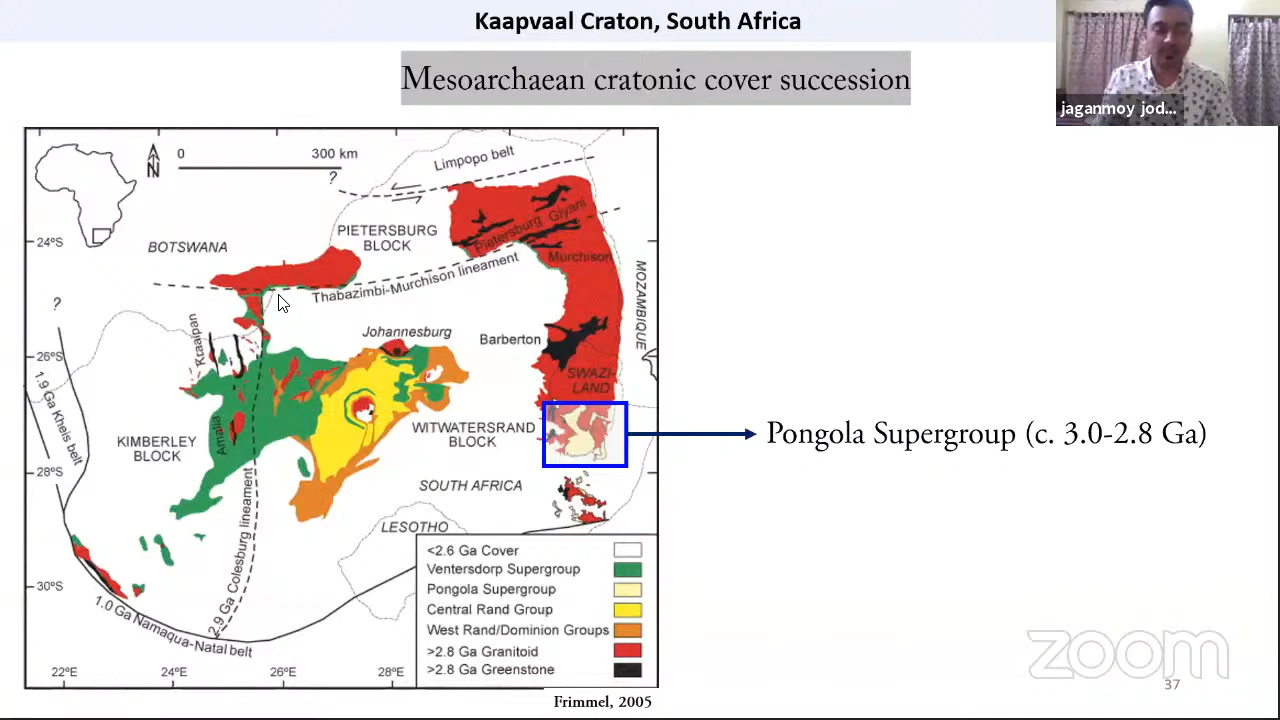 Kaapvaal Craton, South Africa
Mesoarchaean cratonic cover succession
jaganmoy jod...
0 300 km
N
?
Limpopo belt
24°S
BOTSWANA
PIETERSBURG
BLOCK
Pietersburg Giyani
Murchison
Thabazimbi-Murchison lineament
MOZAMBIQUE
?
Kraaipan
Johannesburg
Barberton
26°S
SWAZI-
LAND
1.9 Ga Kheis belt
Amalia
KIMBERLEY
BLOCK
WITWATERSRAND
BLOCK
Pongola Supergroup (c. 3.0-2.8 Ga)
28°S
SOUTH AFRICA
2.9 Ga Colesburg lineament
LESOTHO
<2.6 Ga Cover
Ventersdorp Supergroup
Pongola Supergroup
Central Rand Group
West Rand/Dominion Groups
>2.8 Ga Granitoid
>2.8 Ga Greenstone
30°S
1.0 Ga Namaqua-Natal belt
22°E 24°E 26°E 28°E
Frimmel, 2005
zoom
37